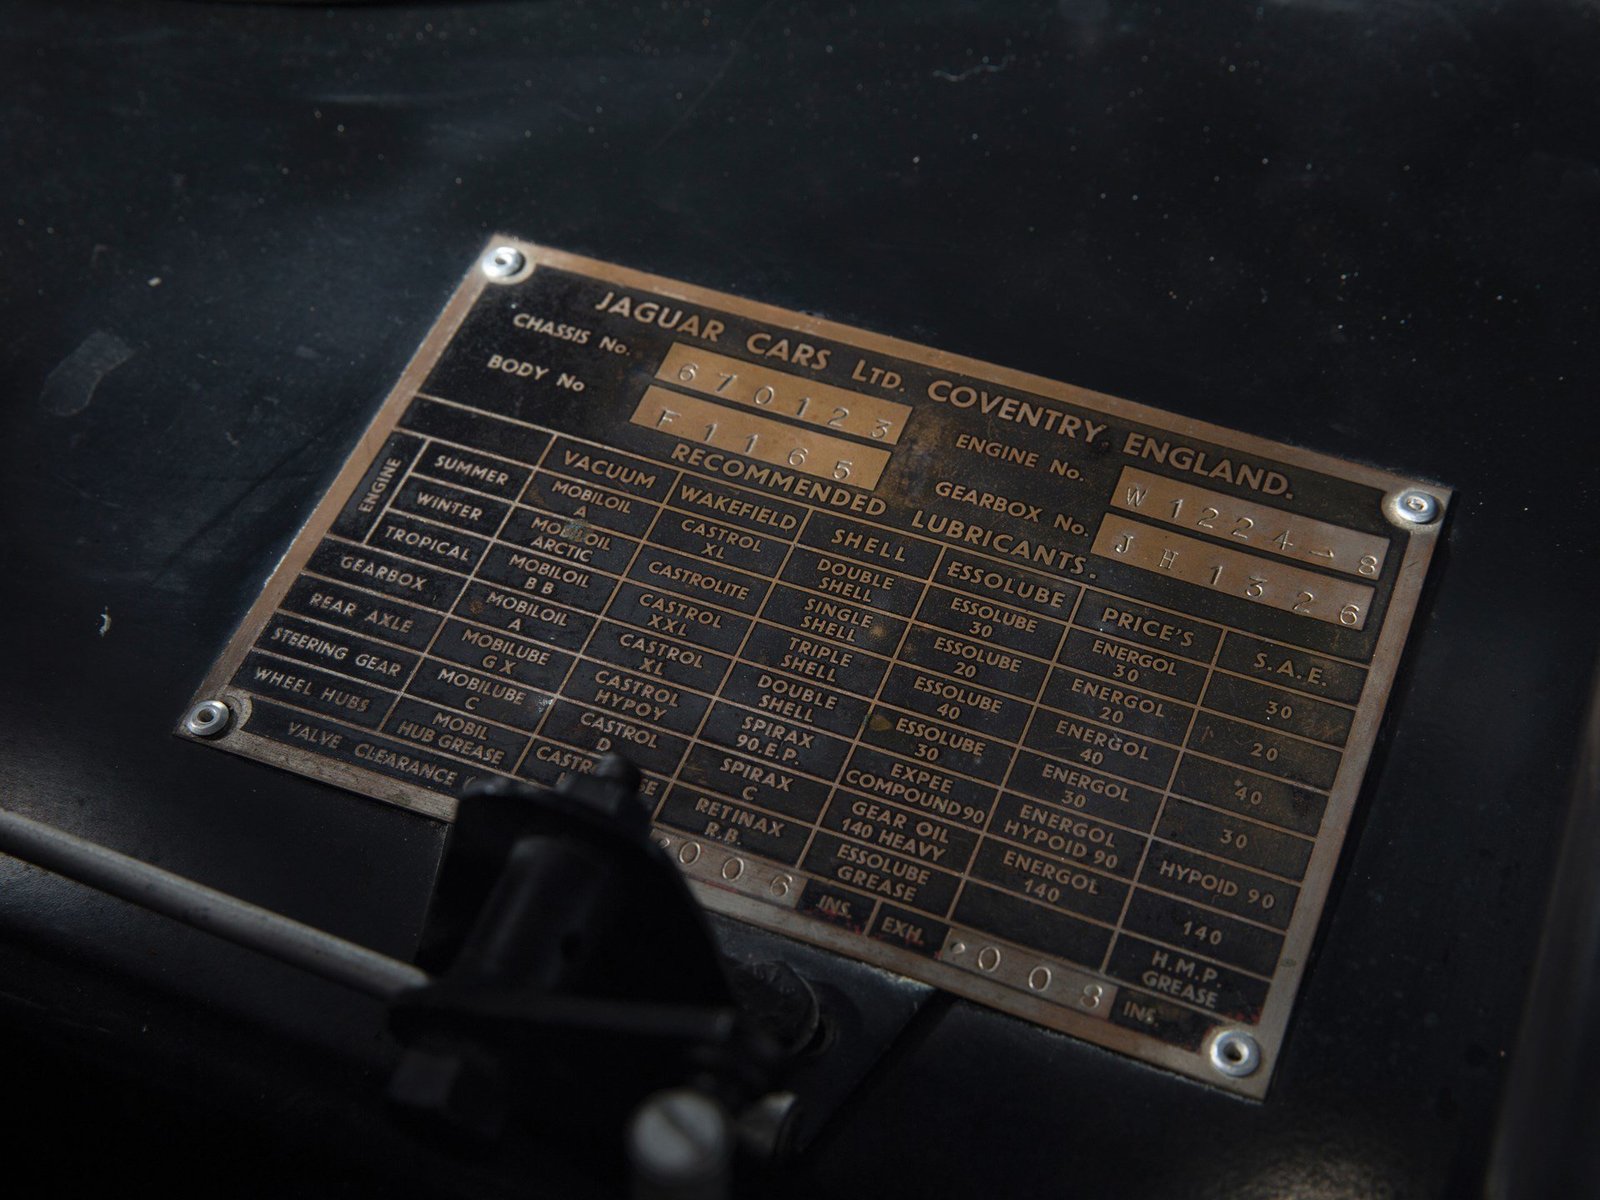 JAGUAR CARS LTD. COVENTRY, ENGLAND.
CHASSIS No. 670123 ENGINE No. W1224-8
BODY No F1165 GEARBOX No. JH1326
RECOMMENDED LUBRICANTS.
VACUUM WAKEFIELD SHELL ESSOLUBE PRICE'S S.A.E.
ENGINE
SUMMER MOBILOIL A CASTROL XL DOUBLE SHELL ESSOLUBE 30 ENERGOL 30 30
WINTER MOBILOIL ARCTIC CASTROLITE SINGLE SHELL ESSOLUBE 20 ENERGOL 20 20
TROPICAL MOBILOIL B B CASTROL XXL TRIPLE SHELL ESSOLUBE 40 ENERGOL 40 40
GEARBOX MOBILOIL A CASTROL XL DOUBLE SHELL ESSOLUBE 30 ENERGOL 30 30
REAR AXLE MOBILUBE G X CASTROL HYPOY SPIRAX 90.E.P. EXPEE COMPOUND 90 ENERGOL HYPOID 90 HYPOID 90
STEERING GEAR MOBILUBE C CASTROL D SPIRAX C GEAR OIL 140 HEAVY ENERGOL 140 140
WHEEL HUBS MOBIL HUB GREASE RETINAX R.B. ESSOLUBE GREASE H.M.P. GREASE
VALVE CLEARANCE ·006 INS. EXH. ·008 INS.